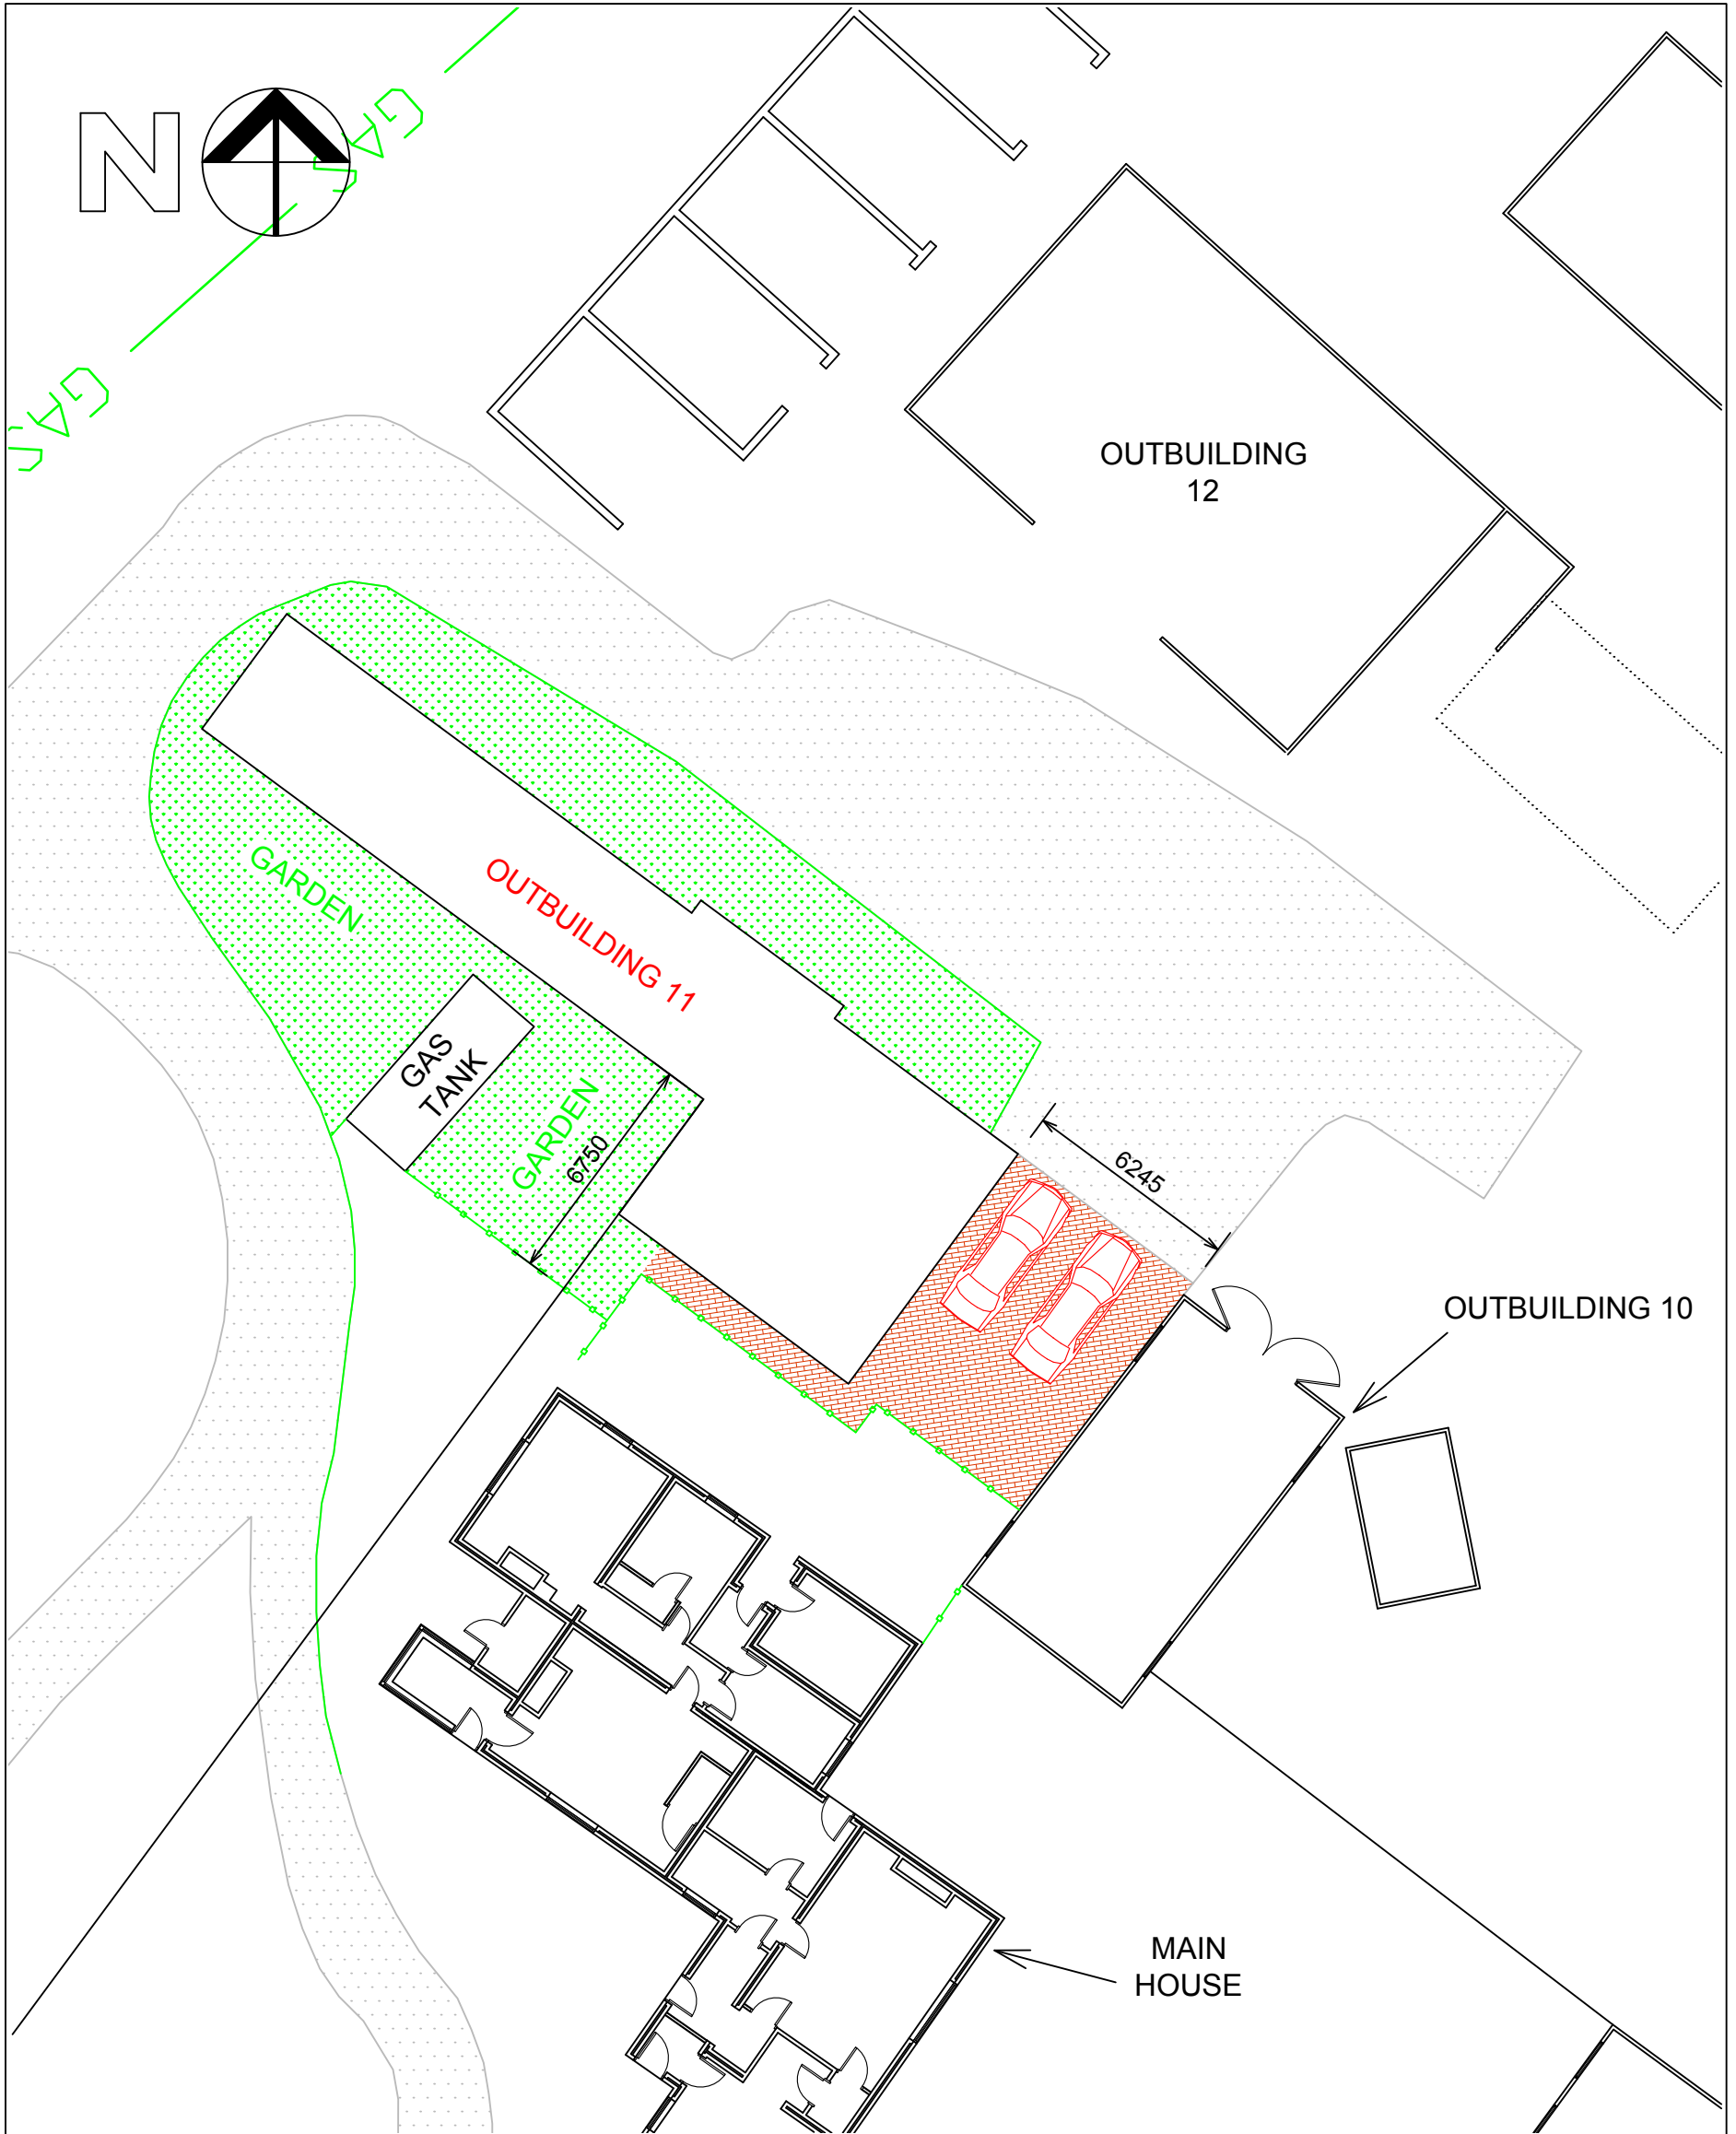 N
GAS
GAS
OUTBUILDING
12
GARDEN
OUTBUILDING 11
GAS
TANK
GARDEN
6750
6245
OUTBUILDING 10
MAIN
HOUSE